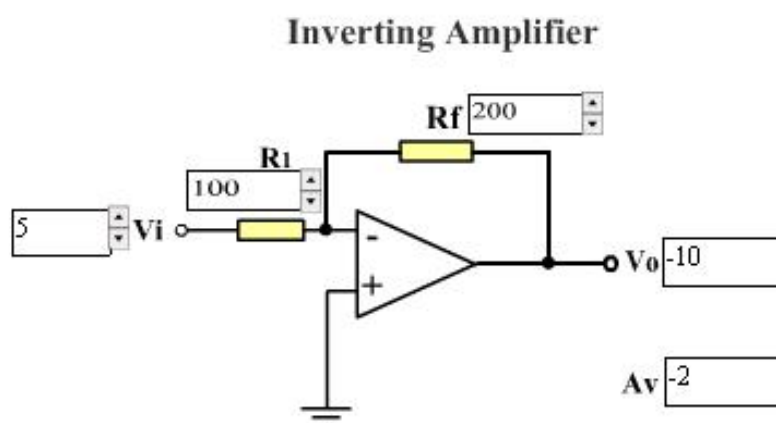 Inverting Amplifier
Rf 200
R1
100
5 Vi
-
+
Vo -10
Av -2